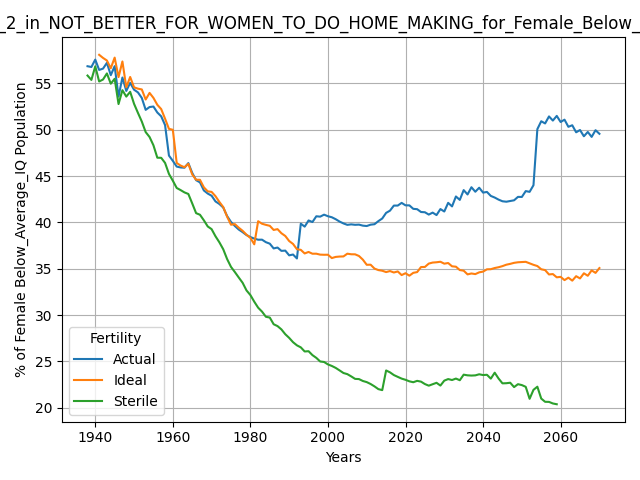 _2_in_NOT_BETTER_FOR_WOMEN_TO_DO_HOME_MAKING_for_Female_Below_
% of Female Below_Average_IQ Population
55
50
45
40
35
30
25
20
Fertility
Actual
Ideal
Sterile
1940 1960 1980 2000 2020 2040 2060
Years